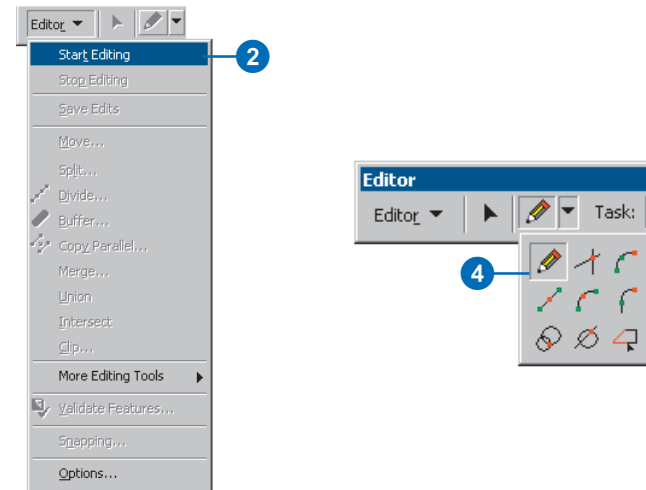 Editor
Start Editing
2
Stop Editing
Save Edits
Move...
Split...
Divide...
Buffer...
Copy Parallel...
Merge...
Union
Intersect
Clip...
More Editing Tools
Validate Features...
Snapping...
Options...
Editor
Editor
Task:
4